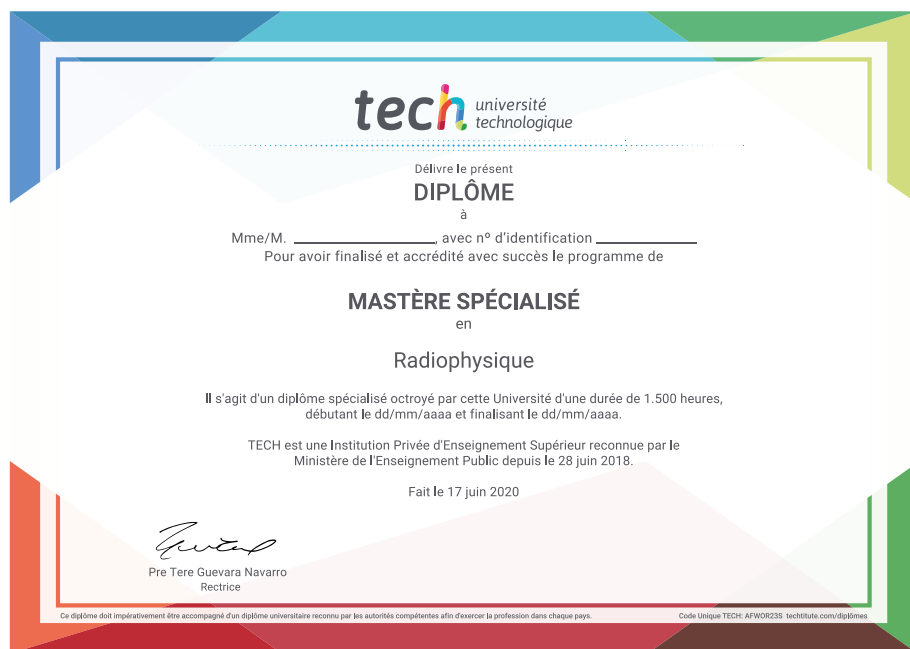 tech université
technologique
Délivre le présent
DIPLÔME
à
Mme/M. ____________, avec nº d'identification ____________
Pour avoir finalisé et accrédité avec succès le programme de
MASTÈRE SPÉCIALISÉ
en
Radiophysique
Il s'agit d'un diplôme spécialisé octroyé par cette Université d'une durée de 1.500 heures,
débutant le dd/mm/aaaa et finalisant le dd/mm/aaaa.
TECH est une Institution Privée d'Enseignement Supérieur reconnue par le
Ministère de l'Enseignement Public depuis le 28 juin 2018.
Fait le 17 juin 2020
Pre Tere Guevara Navarro
Rectrice
Ce diplôme doit impérativement être accompagné d'un diplôme universitaire reconnu par les autorités compétentes afin d'exercer la profession dans chaque pays.
Code Unique TECH: AFWOR23S techtitute.com/diplômes